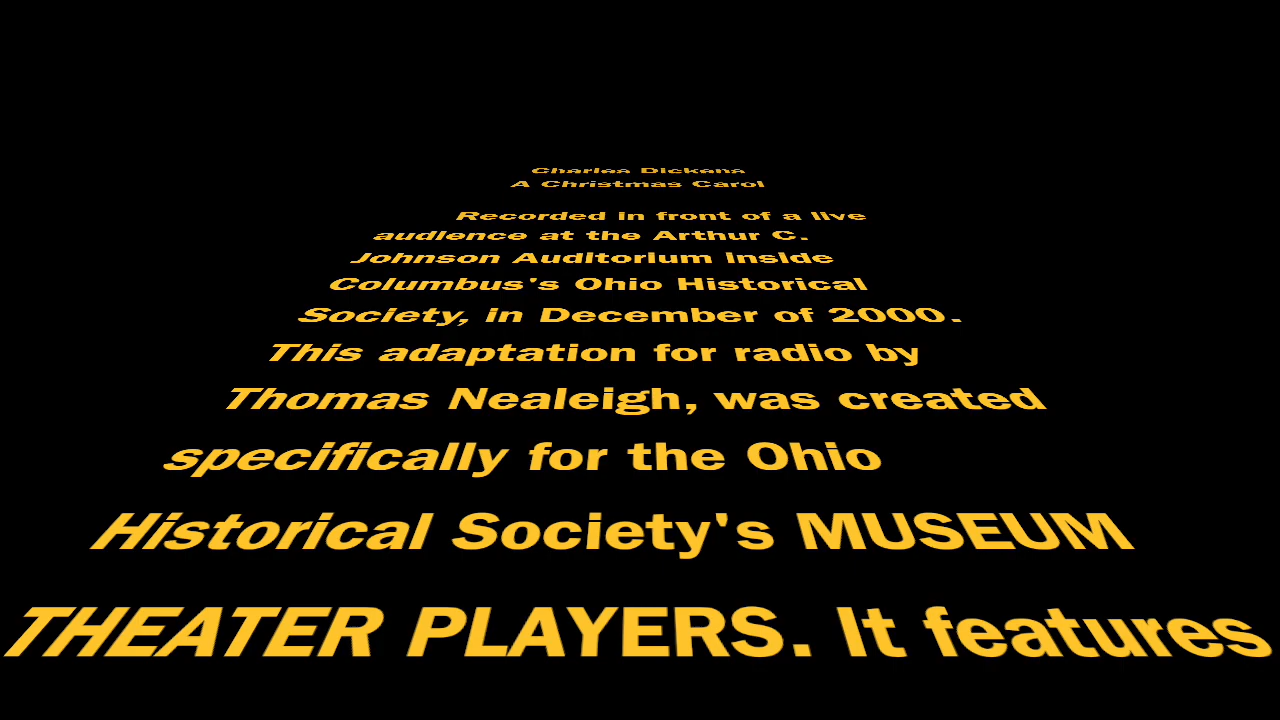 Charles Dickens
A Christmas Carol
Recorded in front of a live
audience at the Arthur C.
Johnson Auditorium inside
Columbus's Ohio Historical
Society, in December of 2000.
This adaptation for radio by
Thomas Nealeigh, was created
specifically for the Ohio
Historical Society's MUSEUM
THEATER PLAYERS. It features